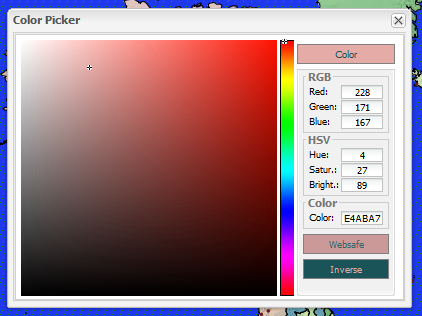 Color Picker
Color
RGB
Red: 228
Green: 171
Blue: 167
HSV
Hue: 4
Satur.: 27
Bright.: 89
Color
Color: E4ABA7
Websafe
Inverse